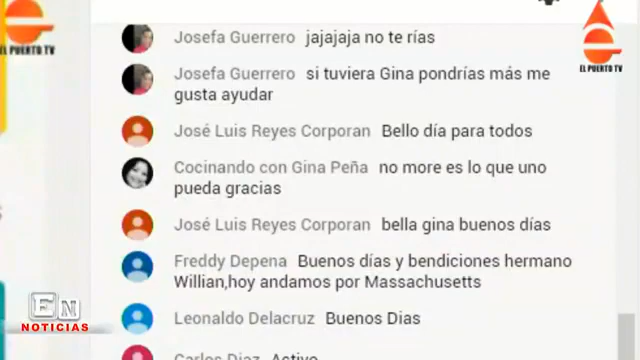 EL PUERTO TV
EL PUERTO TV
Josefa Guerrero jajajaja no te rías
Josefa Guerrero si tuviera Gina pondrías más me
gusta ayudar
José Luis Reyes Corporan Bello día para todos
Cocinando con Gina Peña no more es lo que uno
pueda gracias
José Luis Reyes Corporan bella gina buenos días
Freddy Depena Buenos días y bendiciones hermano
Willian,hoy andamos por Massachusetts
Leonaldo Delacruz Buenos Dias
Carlos Diaz Activo
EN
NOTICIAS